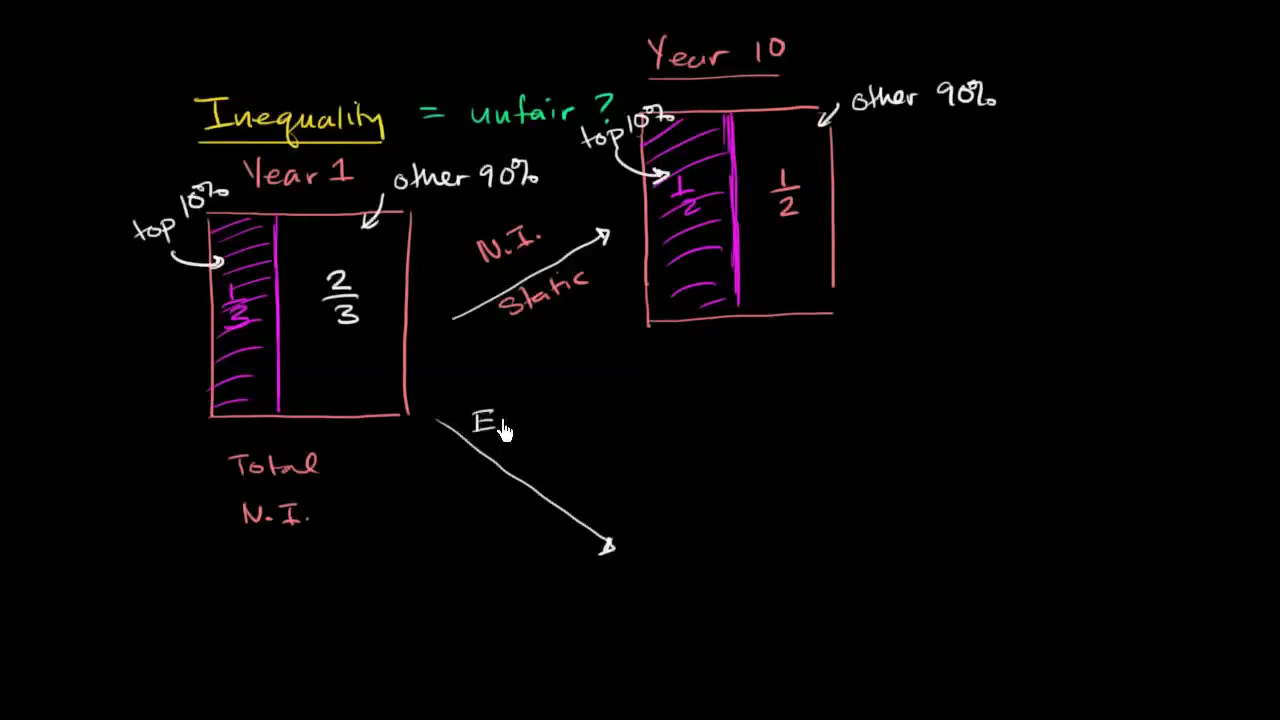 Inequality = unfair ?
Year 1
top 10%
other 90%
1/3
2/3
Total
N.I.
N.I.
Static
E
Year 10
top 10%
other 90%
1/2
1/2